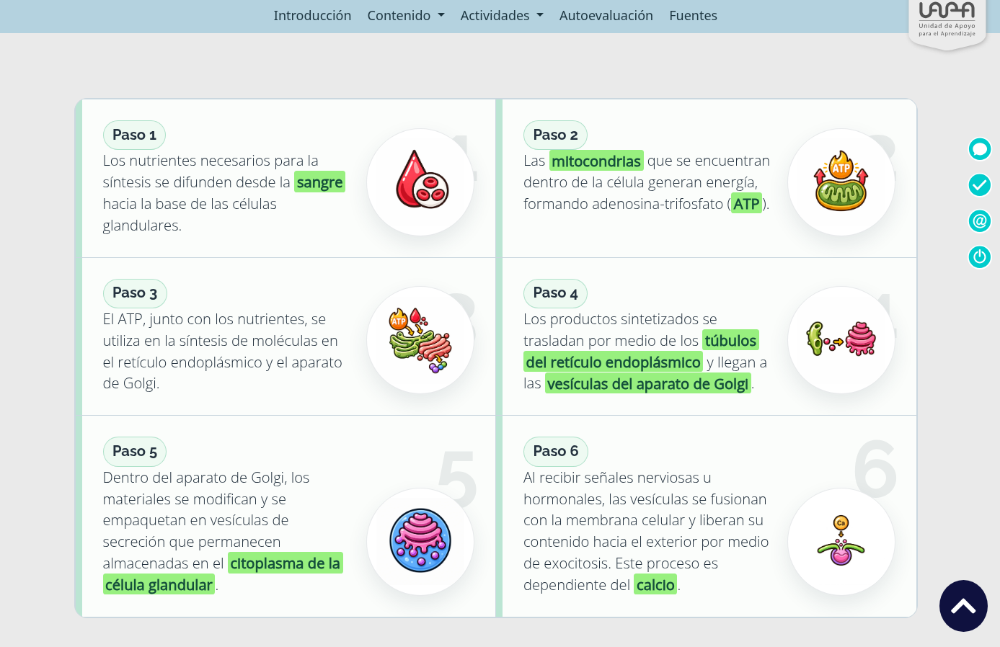 Introducción Contenido Actividades Autoevaluación Fuentes
Unidad de Apoyo
para el Aprendizaje
Paso 1
Los nutrientes necesarios para la
síntesis se difunden desde la sangre
hacia la base de las células
glandulares.
Paso 2
Las mitocondrias que se encuentran
dentro de la célula generan energía,
formando adenosina-trifosfato (ATP).
ATP
Paso 3
El ATP, junto con los nutrientes, se
utiliza en la síntesis de moléculas en
el retículo endoplásmico y el aparato
de Golgi.
ATP
Paso 4
Los productos sintetizados se
trasladan por medio de los túbulos
del retículo endoplásmico y llegan a
las vesículas del aparato de Golgi.
Paso 5
Dentro del aparato de Golgi, los
materiales se modifican y se
empaquetan en vesículas de
secreción que permanecen
almacenadas en el citoplasma de la
célula glandular.
5
Paso 6
Al recibir señales nerviosas u
hormonales, las vesículas se fusionan
con la membrana celular y liberan su
contenido hacia el exterior por medio
de exocitosis. Este proceso es
dependiente del calcio.
6
Ca